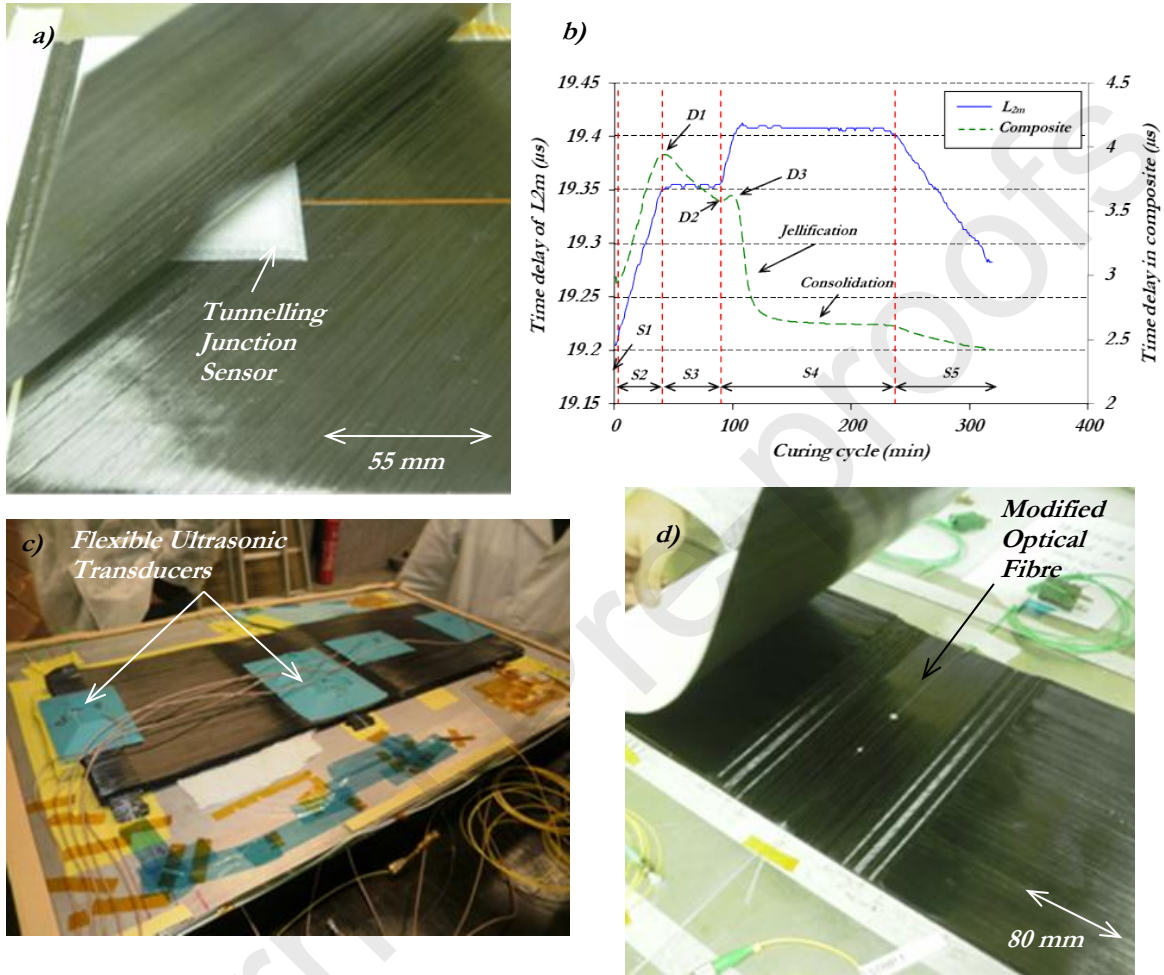 a)
Tunnelling
Junction
Sensor
55 mm
b)
19.45
19.4
19.35
19.3
19.25
19.2
19.15
Time delay of L2m (µs)
4.5
4
3.5
3
2.5
2
Time delay in composite (µs)
0
100
200
300
400
Curing cycle (min)
L2m
Composite
D1
D2
D3
Jellification
Consolidation
S1
S2
S3
S4
S5
c)
Flexible Ultrasonic
Transducers
d)
Modified
Optical
Fibre
80 mm